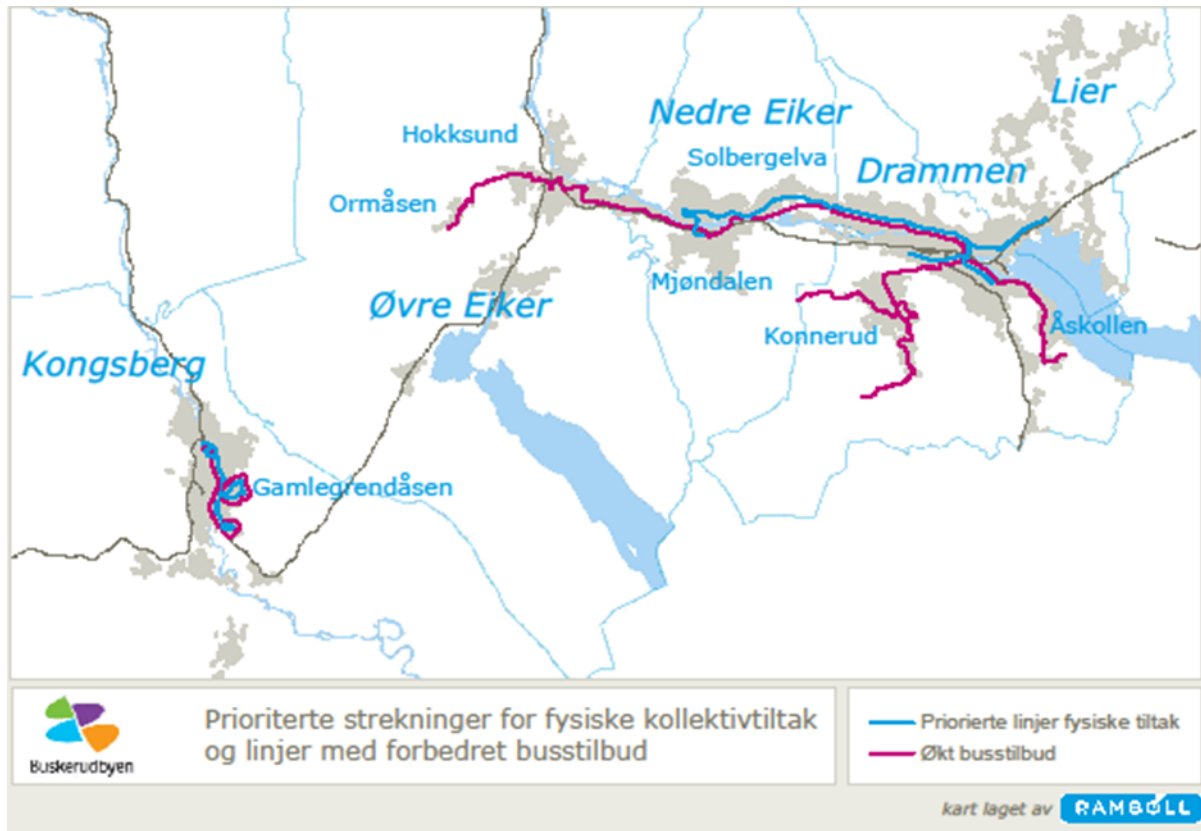 Lier
Nedre Eiker
Hokksund
Solbergelva
Drammen
Ormåsen
Mjøndalen
Øvre Eiker
Konnerud
Åskollen
Kongsberg
Gamlegrendåsen
Buskerudbyen
Prioriterte strekninger for fysiske kollektivtiltak
og linjer med forbedret busstilbud
Priorierte linjer fysiske tiltak
Økt busstilbud
kart laget av RAMBOLL